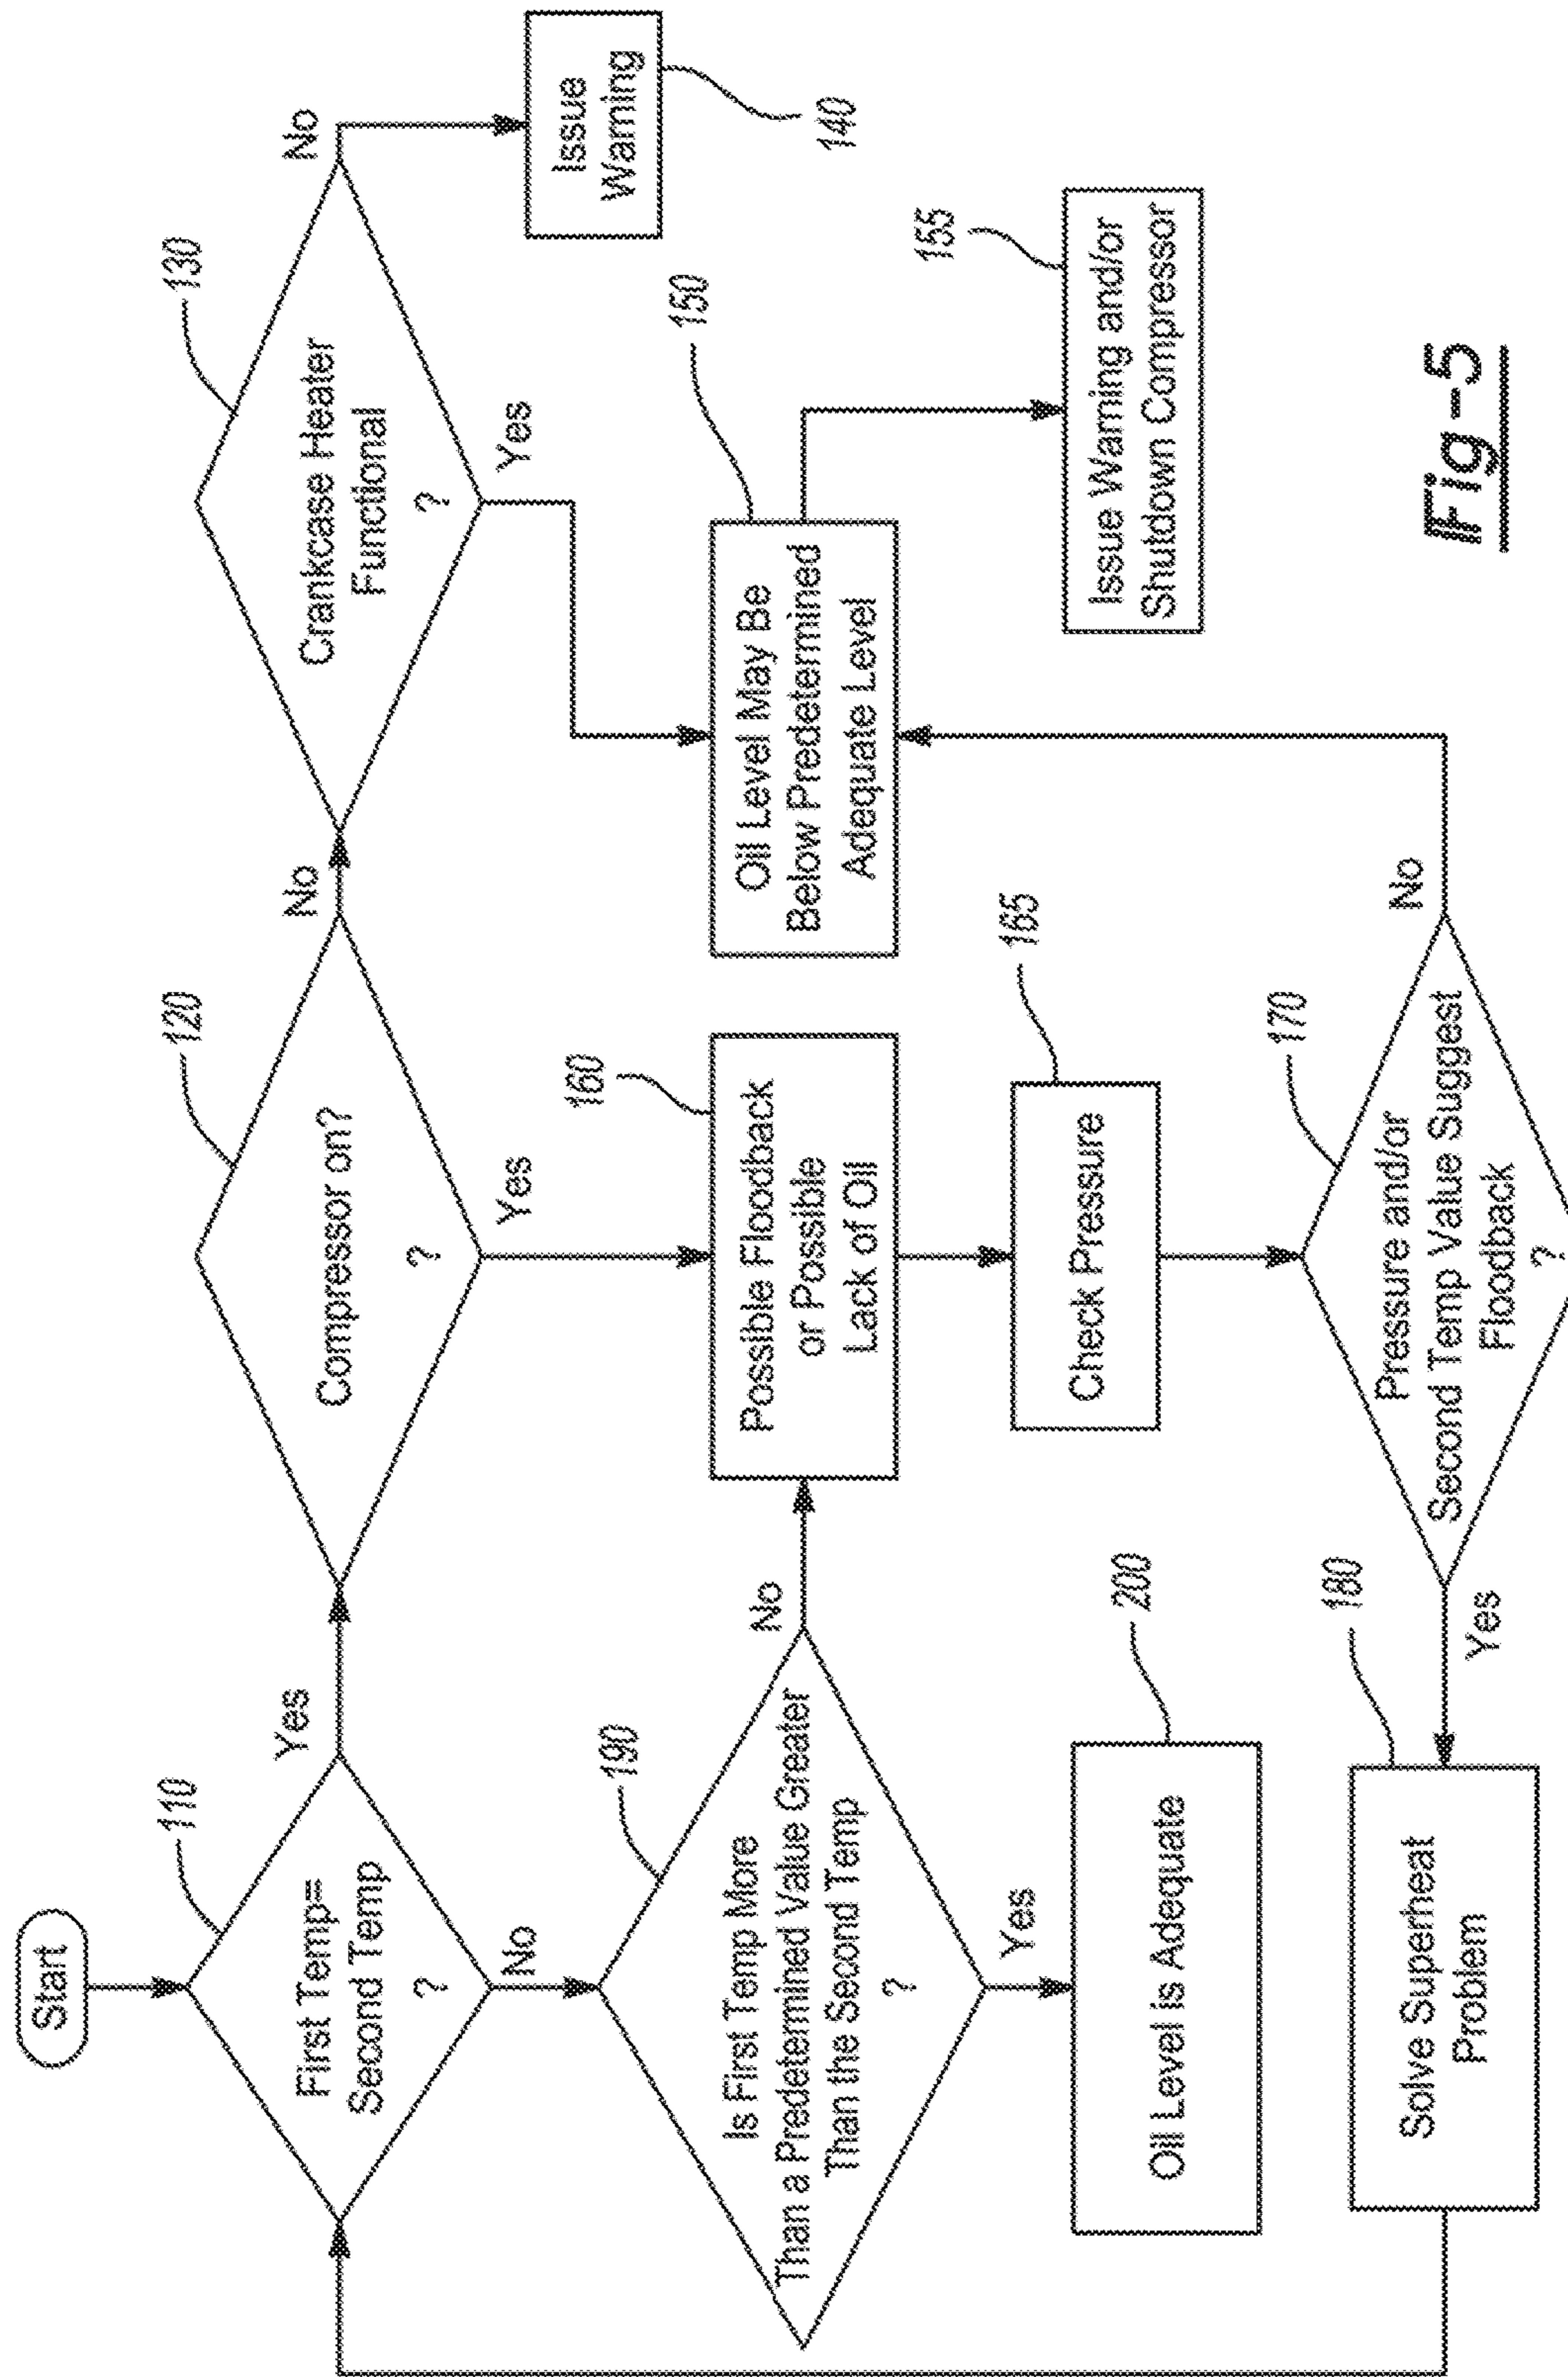 Start
110
First Temp=
Second Temp
?
Yes
No
120
Compressor on?
?
No
Yes
130
Crankcase Heater
Functional
?
No
Yes
Issue
Warning
140
190
Is First Temp More
Than a Predetermined Value Greater
Than the Second Temp
?
No
Yes
160
Possible Floodback
or Possible
Lack of Oil
150
Oil Level May Be
Below Predetermined
Adequate Level
155
Issue Warning and/or
Shutdown Compressor
200
Oil Level is Adequate
165
Check Pressure
180
Solve Superheat
Problem
170
Pressure and/or
Second Temp Value Suggest
Floodback
?
Yes
No
Fig-5